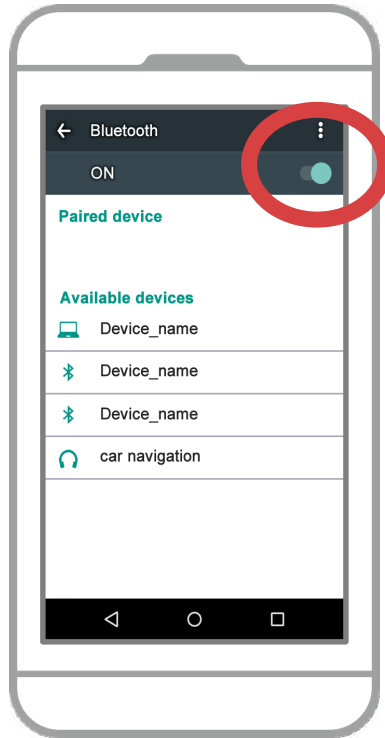 Bluetooth
ON
Paired device
Available devices
Device_name
Device_name
Device_name
car navigation